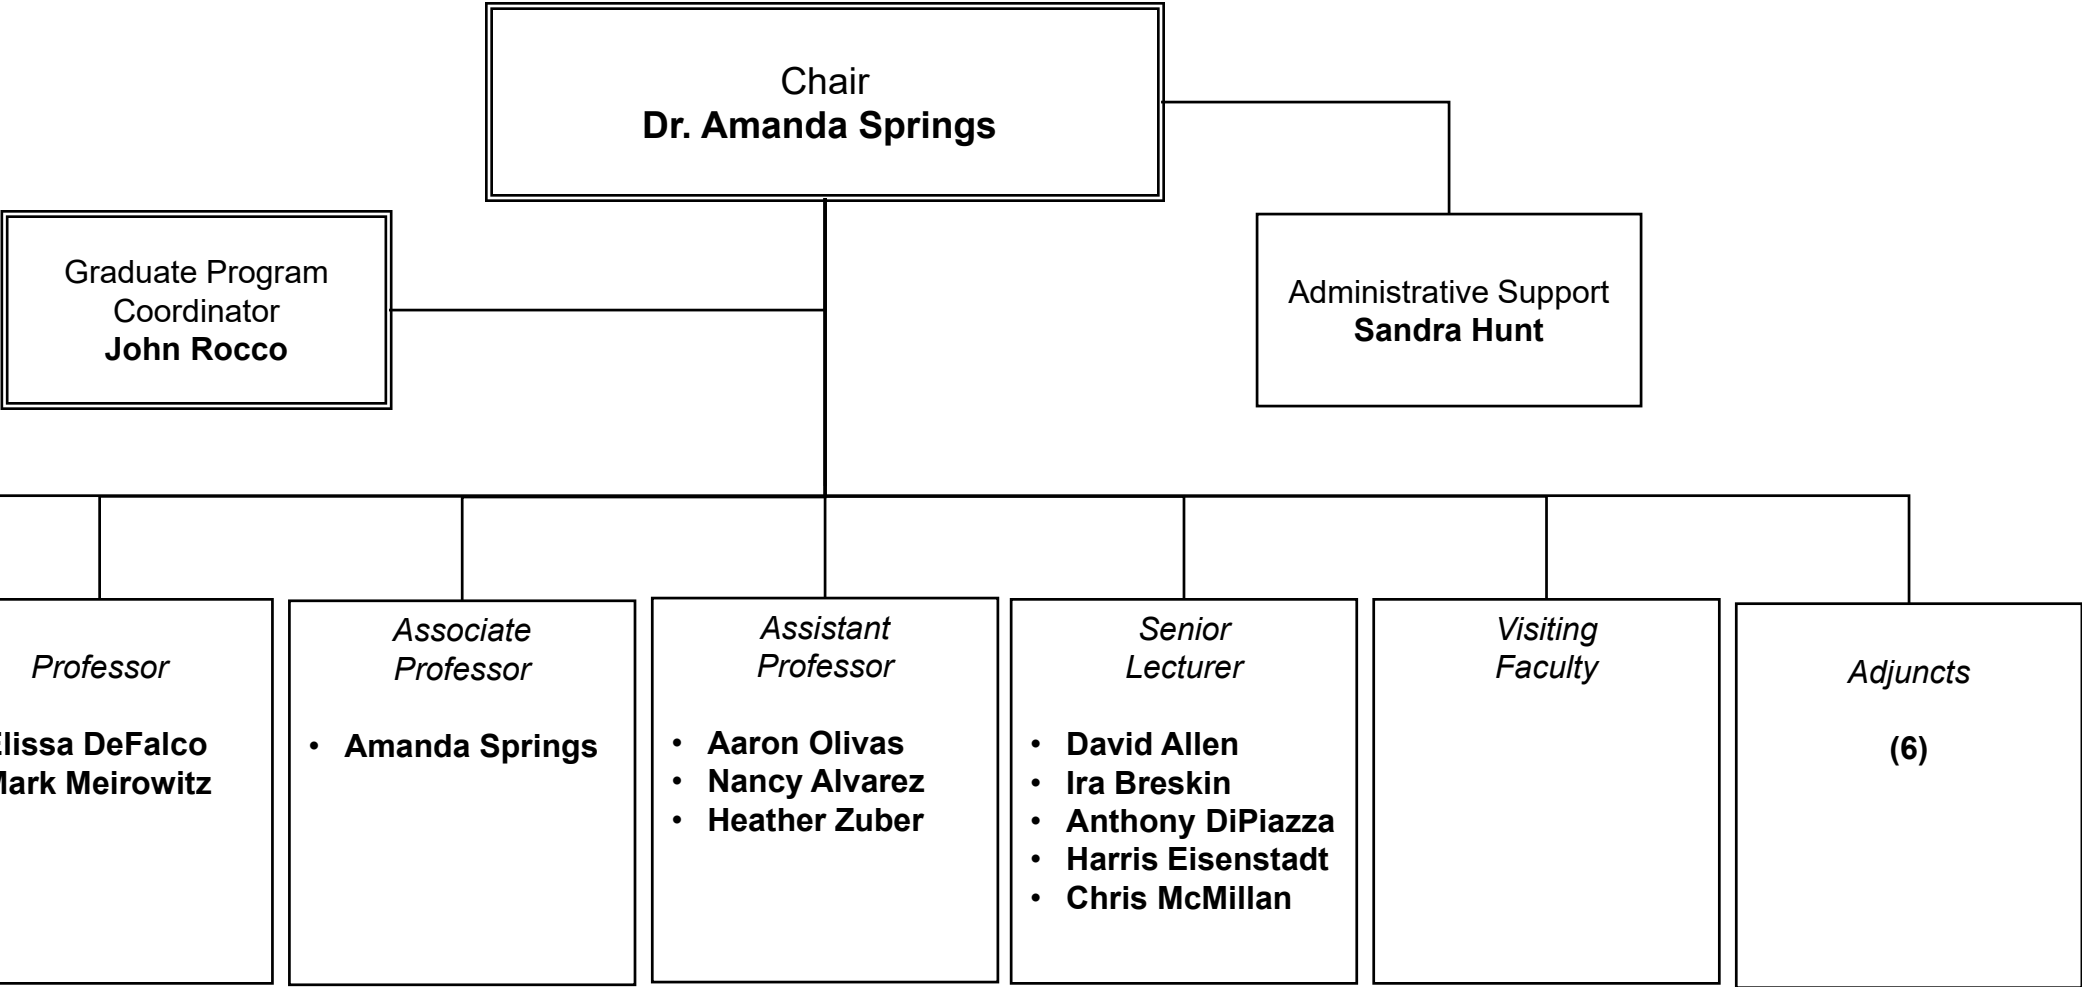 Chair
Dr. Amanda Springs
Graduate Program
Coordinator
John Rocco
Administrative Support
Sandra Hunt
Professor
DeFalco
Meirowitz
Associate
Professor
• Amanda Springs
Assistant
Professor
• Aaron Olivas
• Nancy Alvarez
• Heather Zuber
Senior
Lecturer
• David Allen
• Ira Breskin
• Anthony DiPiazza
• Harris Eisenstadt
• Chris McMillan
Visiting
Faculty
Adjuncts
(6)